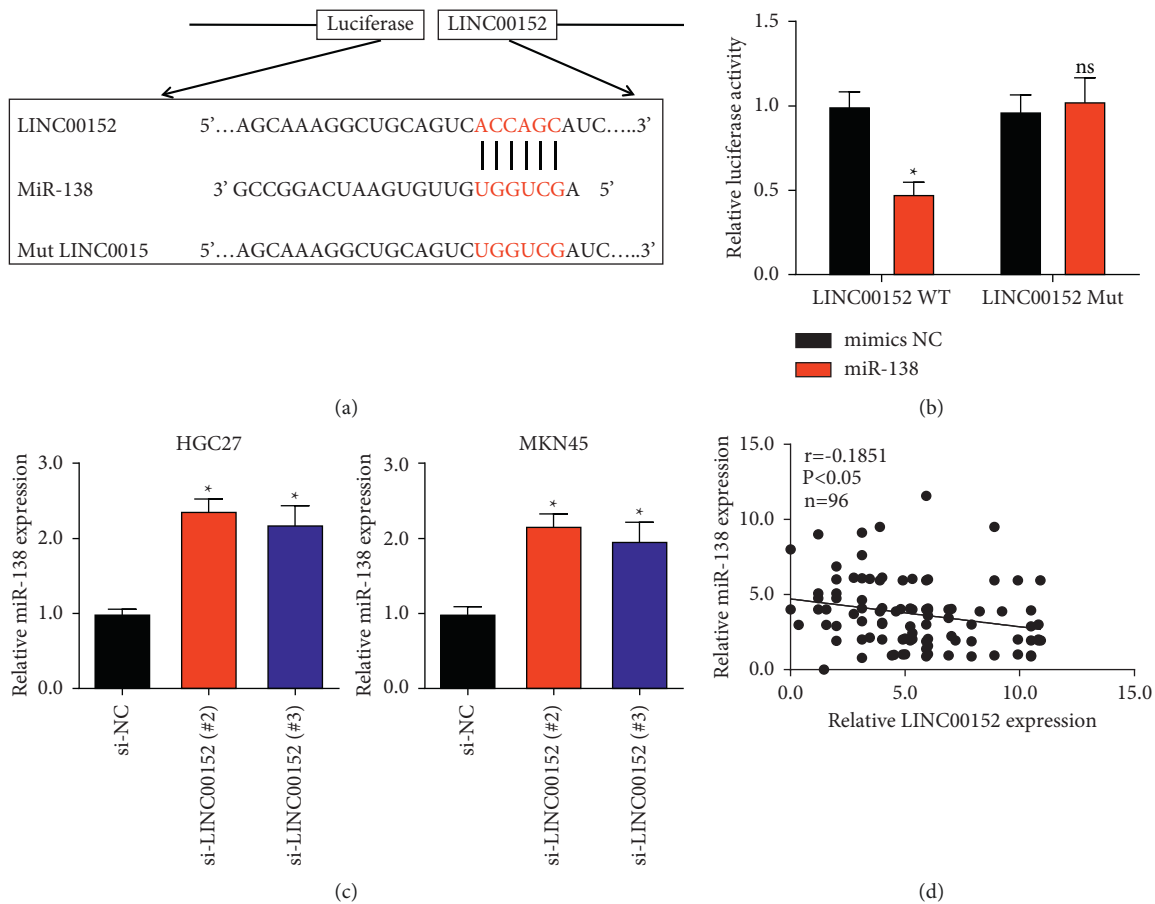 Luciferase LINC00152
LINC00152 5’…AGCAAAGGCUGCAGUCACCAGCAUC…..3’
MiR-138 3’ GCCGGACUAAGUGUUGUGGUCGA 5’
Mut LINC0015 5’…AGCAAAGGCUGCAGUCUGGUCGAUC…..3’
(a)
Relative luciferase activity
1.5
1.0
0.5
0.0
*
ns
LINC00152 WT LINC00152 Mut
mimics NC
miR-138
(b)
HGC27
Relative miR-138 expression
3.0
2.0
1.0
0.0
*
*
si-NC
si-LINC00152 (#2)
si-LINC00152 (#3)
MKN45
Relative miR-138 expression
3.0
2.0
1.0
0.0
*
*
si-NC
si-LINC00152 (#2)
si-LINC00152 (#3)
(c)
Relative miR-138 expression
15.0
10.0
5.0
0.0
r=-0.1851
P<0.05
n=96
0.0 5.0 10.0 15.0
Relative LINC00152 expression
(d)